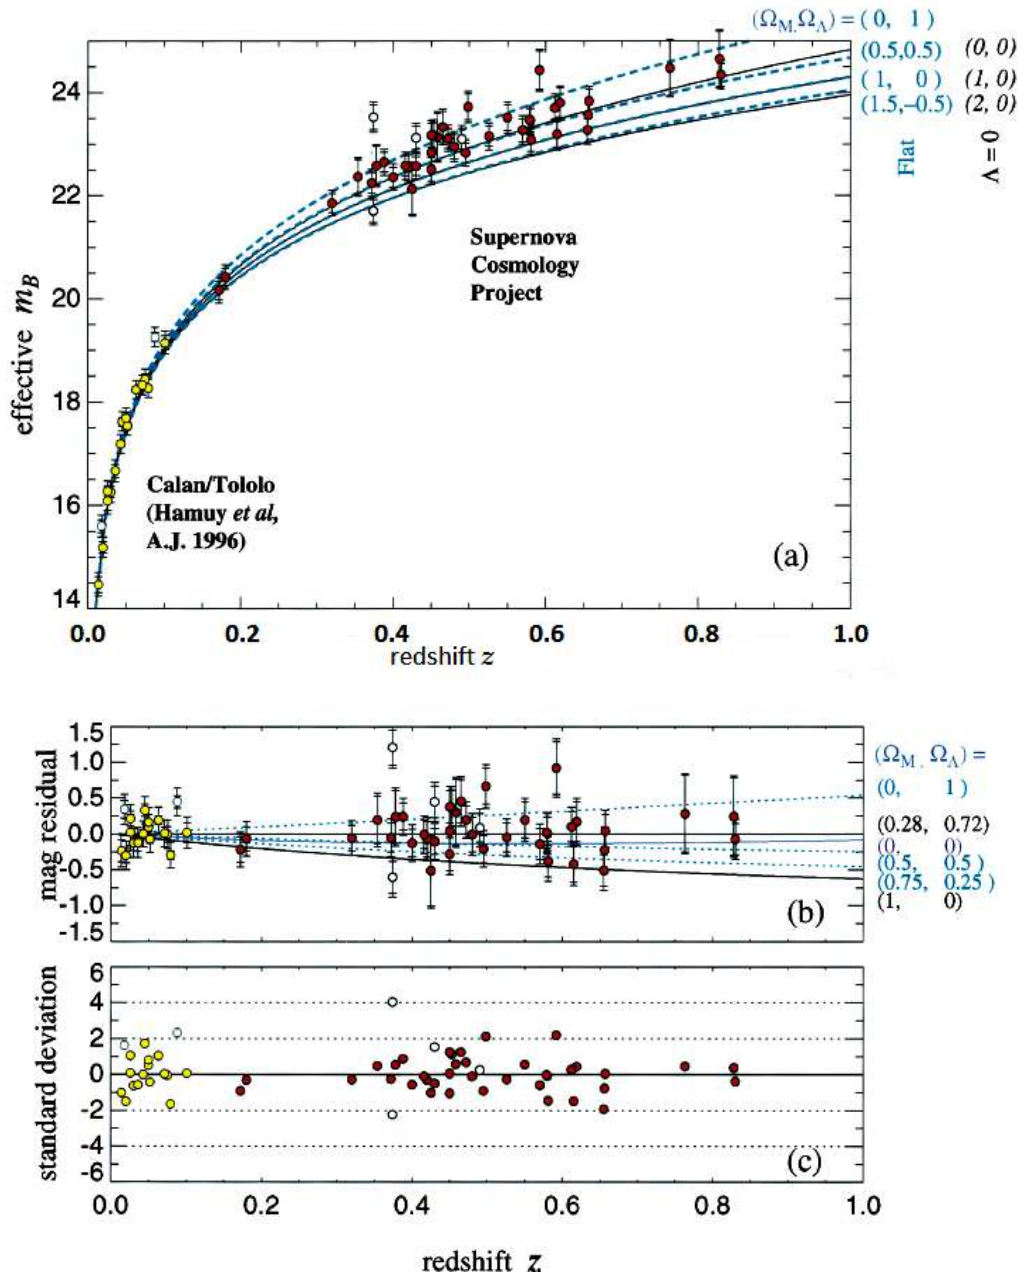 (Ω_M, Ω_Λ) = ( 0, 1 )
(0.5,0.5) (0, 0)
( 1, 0 ) (1, 0)
(1.5,–0.5) (2, 0)
Flat
Λ = 0
24
22
20
18
16
14
effective m_B
Supernova
Cosmology
Project
Calan/Tololo
(Hamuy et al,
A.J. 1996)
(a)
0.0 0.2 0.4 0.6 0.8 1.0
redshift z
1.5
1.0
0.5
0.0
-0.5
-1.0
-1.5
mag residual
(Ω_M , Ω_Λ) =
(0, 1)
(0.28, 0.72)
(0. 0)
(0.5, 0.5 )
(0.75, 0.25 )
(1, 0)
(b)
6
4
2
0
-2
-4
-6
standard deviation
(c)
0.0 0.2 0.4 0.6 0.8 1.0
redshift z